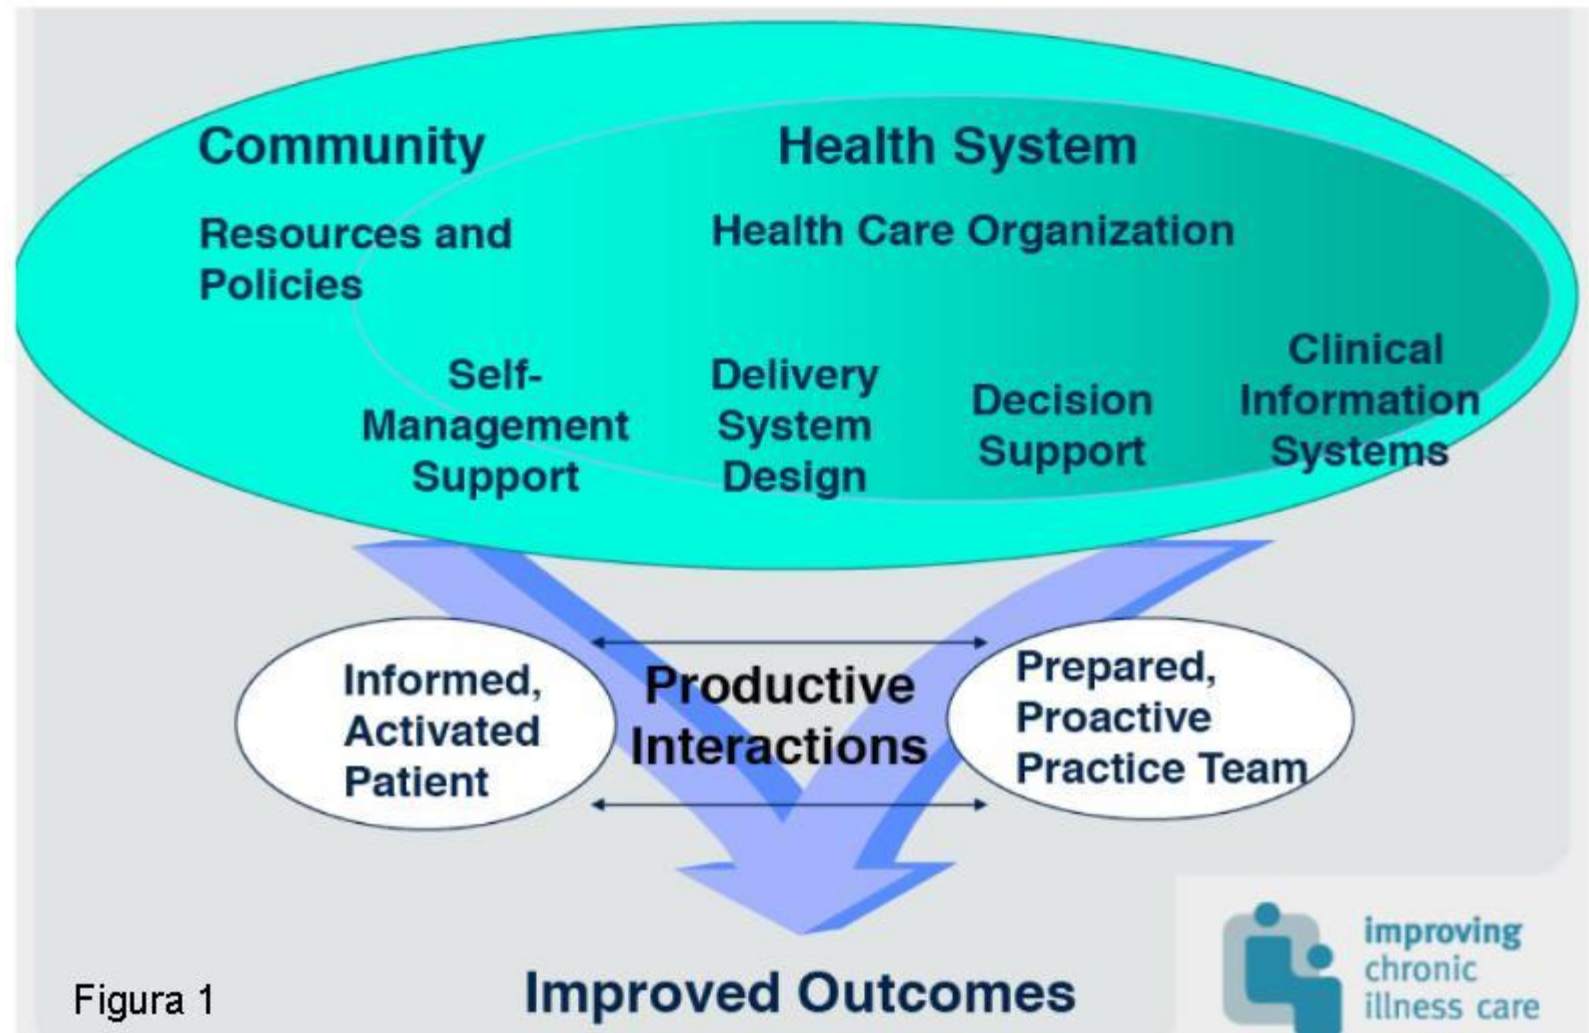 Community
Health System
Resources and
Policies
Health Care Organization
Self-
Management
Support
Delivery
System
Design
Decision
Support
Clinical
Information
Systems
Informed,
Activated
Patient
Productive
Interactions
Prepared,
Proactive
Practice Team
Improved Outcomes
Figura 1
improving
chronic
illness care